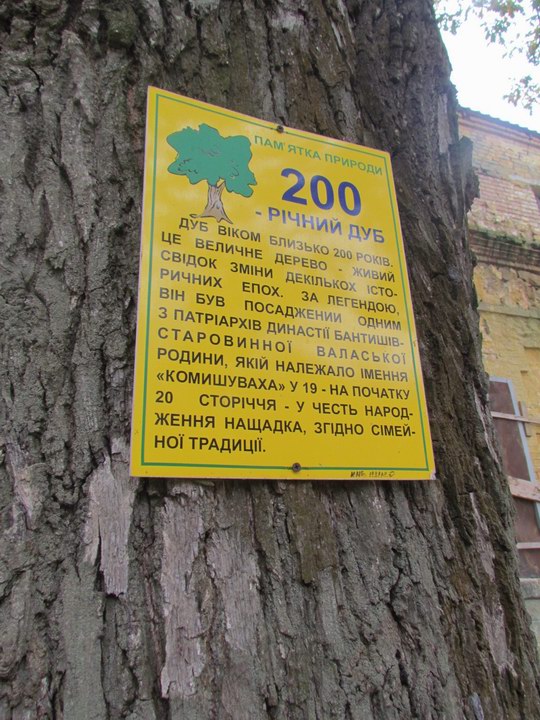 ПАМ'ЯТКА ПРИРОДИ
200
- РІЧНИЙ ДУБ
ДУБ ВІКОМ БЛИЗЬКО 200 РОКІВ.
ЦЕ ВЕЛИЧНЕ ДЕРЕВО - ЖИВИЙ
СВІДОК ЗМІНИ ДЕКІЛЬКОХ ІСТО-
РИЧНИХ ЕПОХ. ЗА ЛЕГЕНДОЮ,
ВІН БУВ ПОСАДЖЕНИЙ ОДНИМ
З ПАТРІАРХІВ ДИНАСТІЇ БАНТИШІВ-
СТАРОВИННОЇ ВАЛАСЬКОЇ
РОДИНИ, ЯКІЙ НАЛЕЖАЛО ІМЕННЯ
«КОМИШУВАХА» У 19 - НА ПОЧАТКУ
20 СТОРІЧЧЯ - У ЧЕСТЬ НАРОД-
ЖЕННЯ НАЩАДКА, ЗГІДНО СІМЕЙ-
НОЇ ТРАДИЦІЇ.